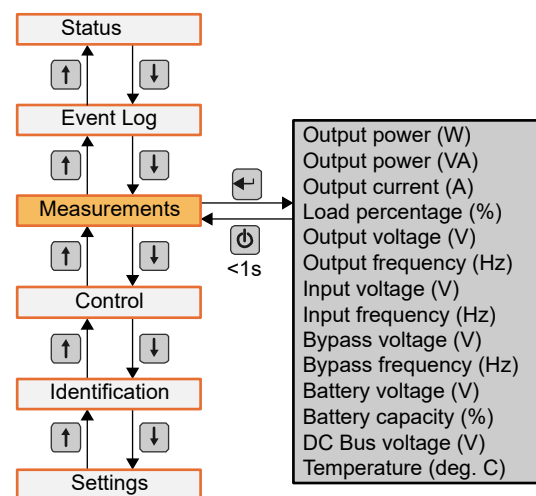 Status
Event Log
Measurements
<1s
Control
Identification
Settings
Output power (W)
Output power (VA)
Output current (A)
Load percentage (%)
Output voltage (V)
Output frequency (Hz)
Input voltage (V)
Input frequency (Hz)
Bypass voltage (V)
Bypass frequency (Hz)
Battery voltage (V)
Battery capacity (%)
DC Bus voltage (V)
Temperature (deg. C)